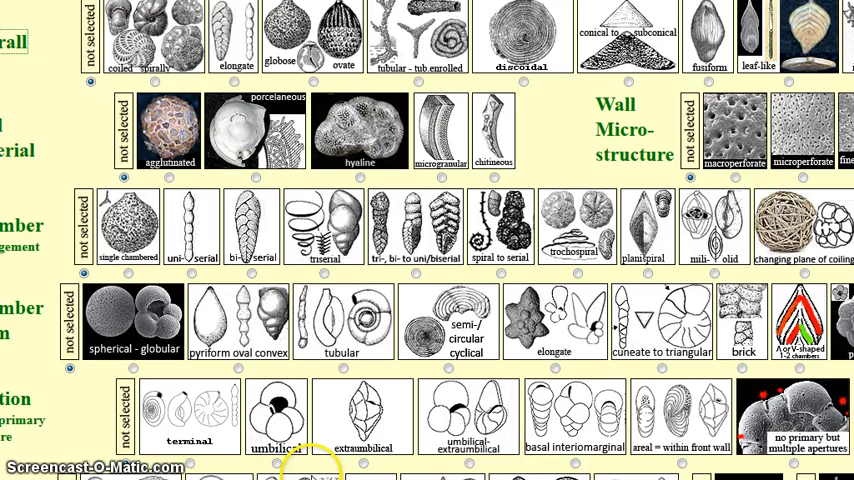 rall
not selected
coiled spirally
elongate
globose
ovate
tubular - tub.enrolled
discoidal
conical to subconical
fusiform
leaf-like
erial
not selected
agglutinated
porcelaneous
hyaline
microgranular
chitineous
Wall
Micro-
structure
not selected
macroperforate
microperforate
fine
mber
ngement
not selected
single chambered
uni- serial
bi- serial
triserial
tri-, bi- to uni/biserial
spiral to serial
trochospiral
planispiral
mili- olid
changing plane of coiling
mber
m
not selected
spherical - globular
pyriform oval convex
tubular
semi-/
circular
cyclical
elongate
cuneate to triangular
brick
Λ or V-shaped
1-2 chambers
tion
primary
re
not selected
terminal
umbilical
extraumbilical
umbilical-
extraumbilical
basal interiomarginal
areal = within front wall
no primary but
multiple apertures
Screencast-O-Matic.com